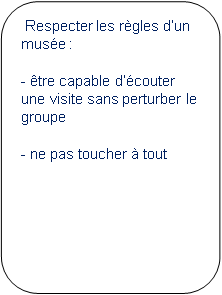 Respecter les règles d'un
musée :
- être capable d'écouter
une visite sans perturber le
groupe
- ne pas toucher à tout